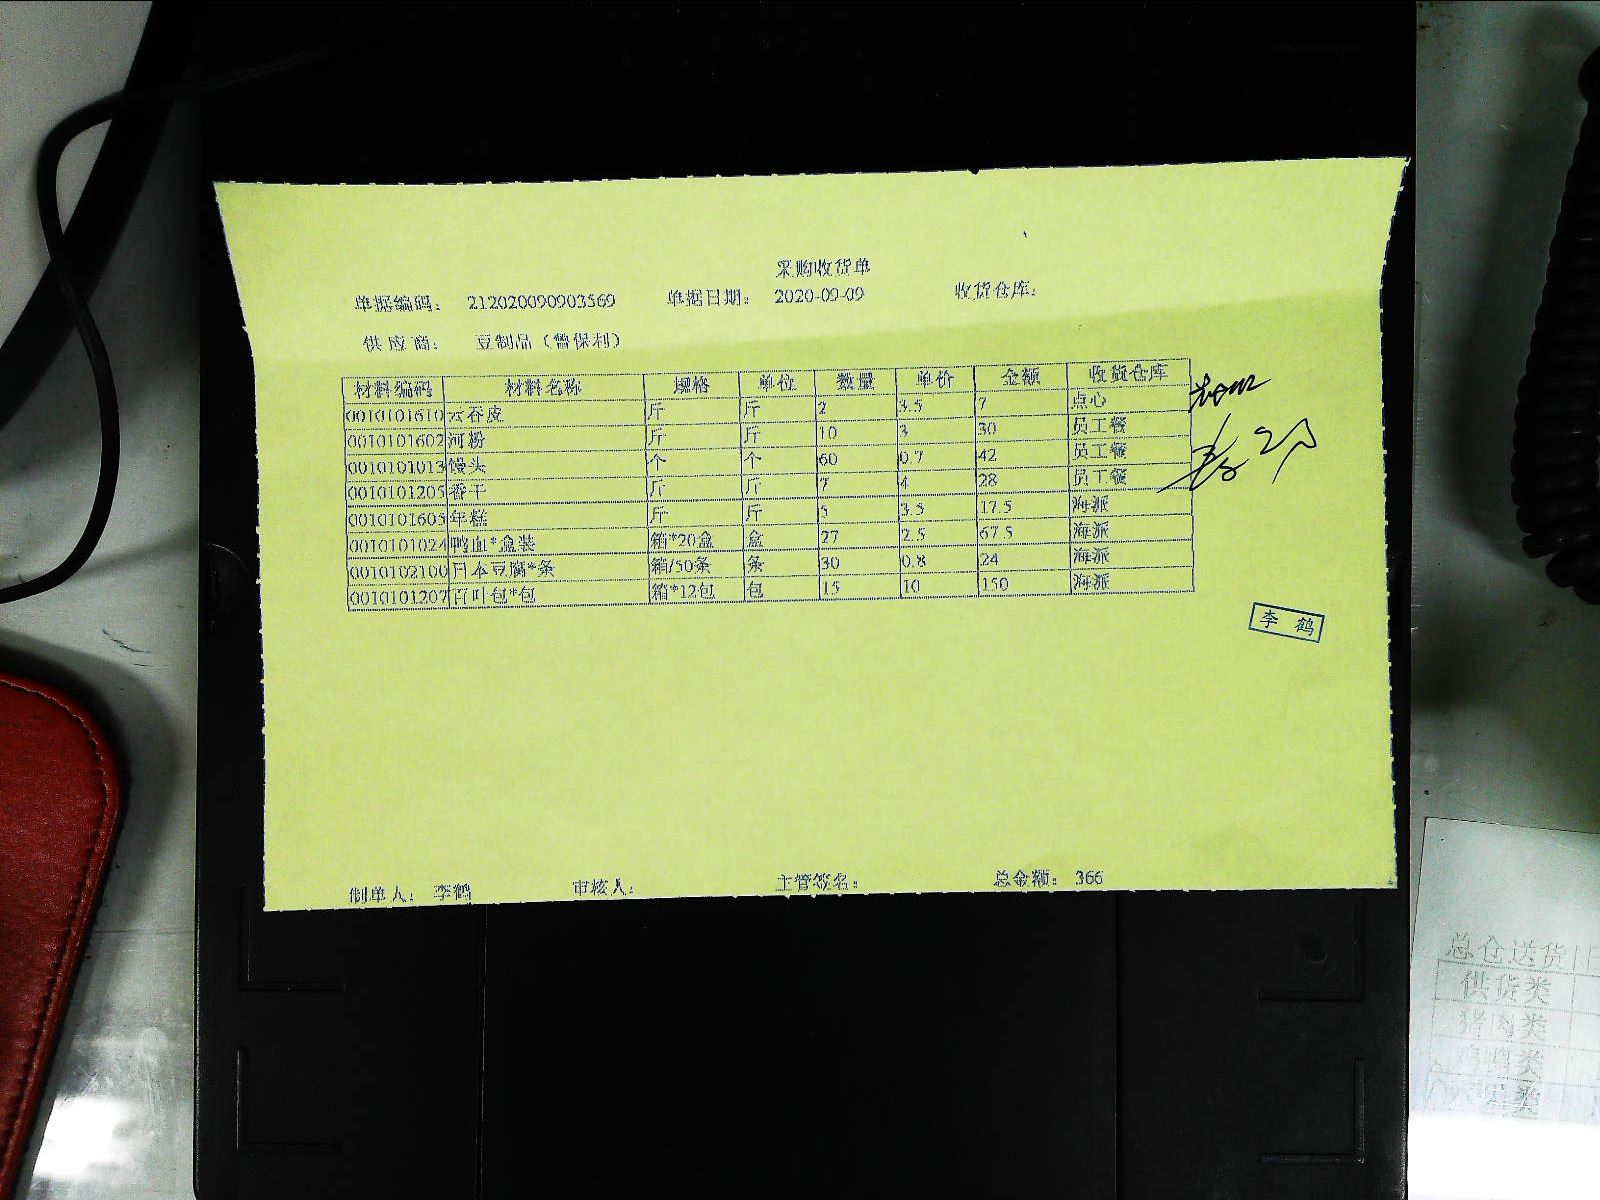 采购收货单
单据编码： 212020090903569 单据日期： 2020-09-09 收货仓库：
供应商： 豆制品（曾保利）
材料编码 材料名称 规格 单位 数量 单价 金额 收货仓库
0010101610 云吞皮 斤 斤 2 3.5 7 点心
0010101602 河粉 斤 斤 10 3 30 员工餐
0010101013 馒头 个 个 60 0.7 42 员工餐
0010101205 香干 斤 斤 7 4 28 员工餐
0010101605 年糕 斤 斤 5 3.5 17.5 海派
0010101024 鸭血*盒装 箱*20盒 盒 27 2.5 67.5 海派
0010102100 日本豆腐*条 箱/50条 条 30 0.8 24 海派
0010101207 百叶包*包 箱*12包 包 15 10 150 海派
李 鹤
制单人： 李鹤 审核人： 主管签名： 总金额： 366
总仓送货
供货类
猪肉类
鸡鸭类